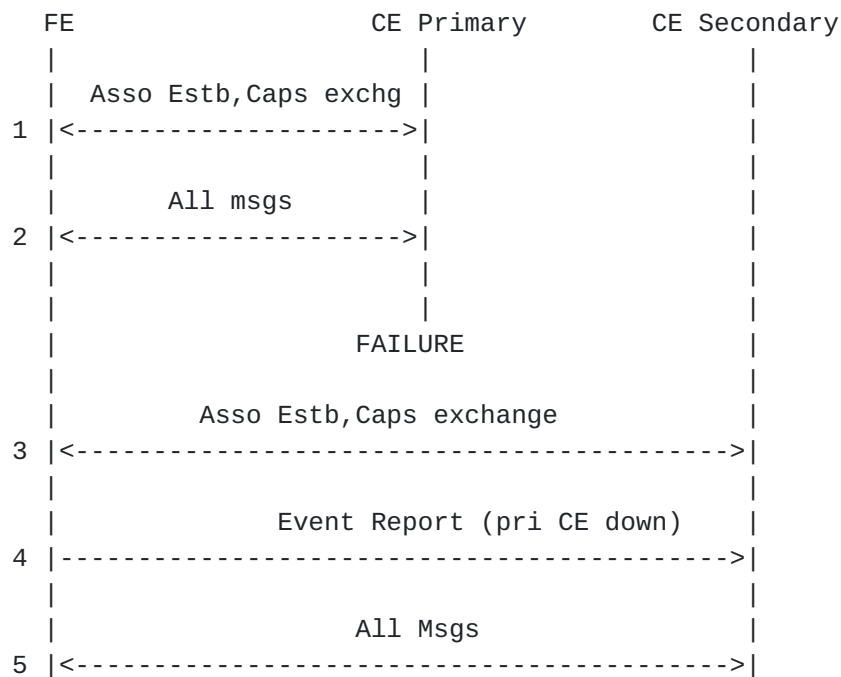 FE CE Primary CE Secondary
Asso Estb,Caps exchg
1 |<--------------------->|
All msgs
2 |<--------------------->|
FAILURE
Asso Estb,Caps exchange
3 |<------------------------------------------>|
Event Report (pri CE down)
4 |------------------------------------------->|
All Msgs
5 |<------------------------------------------>|